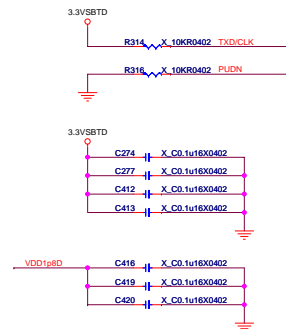 3.3VSBTD
R314 X_10KR0402 TXD/CLK
R316 X_10KR0402 PUDN
3.3VSBTD
C274 X_C0.1u16X0402
C277 X_C0.1u16X0402
C412 X_C0.1u16X0402
C413 X_C0.1u16X0402
VDD1p8D C416 X_C0.1u16X0402
C419 X_C0.1u16X0402
C420 X_C0.1u16X0402